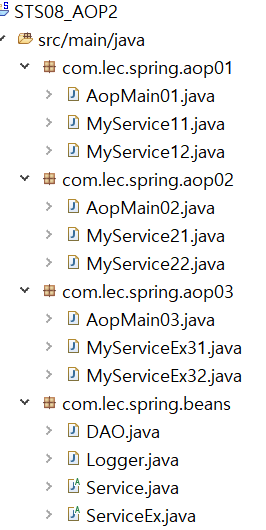 STS08_AOP2
src/main/java
com.lec.spring.aop01
AopMain01.java
MyService11.java
MyService12.java
com.lec.spring.aop02
AopMain02.java
MyService21.java
MyService22.java
com.lec.spring.aop03
AopMain03.java
MyServiceEx31.java
MyServiceEx32.java
com.lec.spring.beans
DAO.java
Logger.java
Service.java
ServiceEx.java